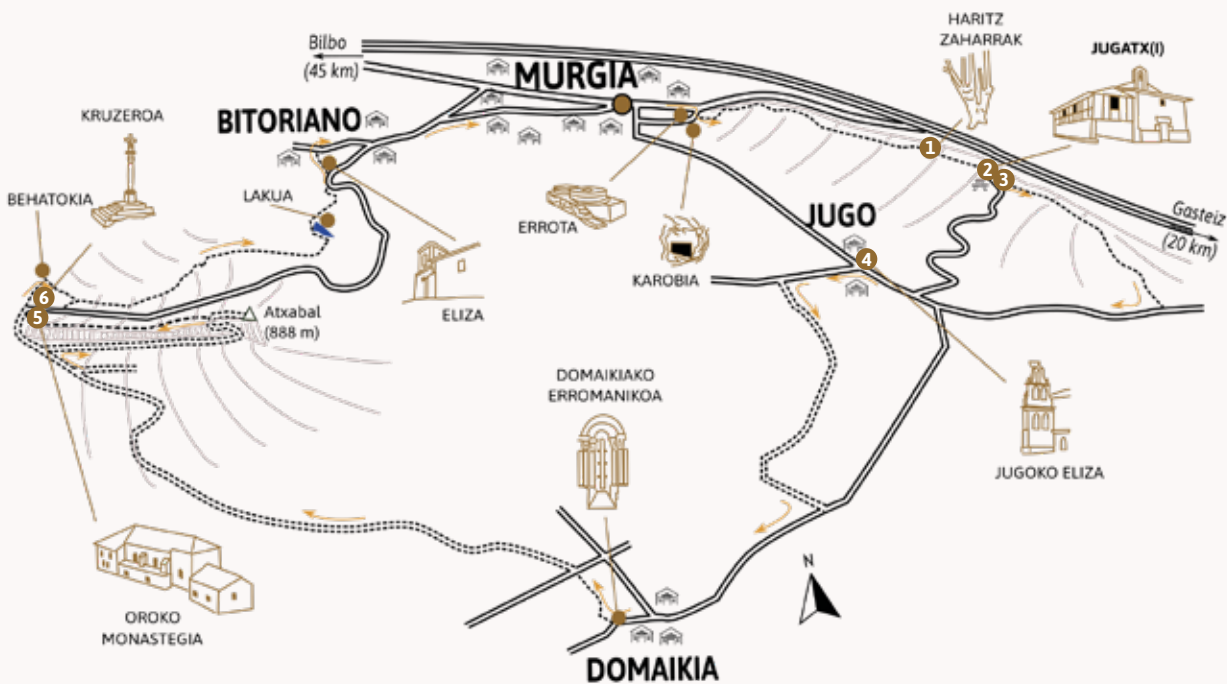 HARITZ
ZAHARRAK
JUGATX(I)
Bilbo
(45 km)
MURGIA
BITORIANO
KRUZEROA
1
2
3
BEHATOKIA
LAKUA
ERROTA
JUGO
KAROBIA
Gasteiz
(20 km)
4
6
5
Atxabal
(888 m)
ELIZA
DOMAIKIAKO
ERROMANIKOA
JUGOKO ELIZA
N
OROKO
MONASTEGIA
DOMAIKIA